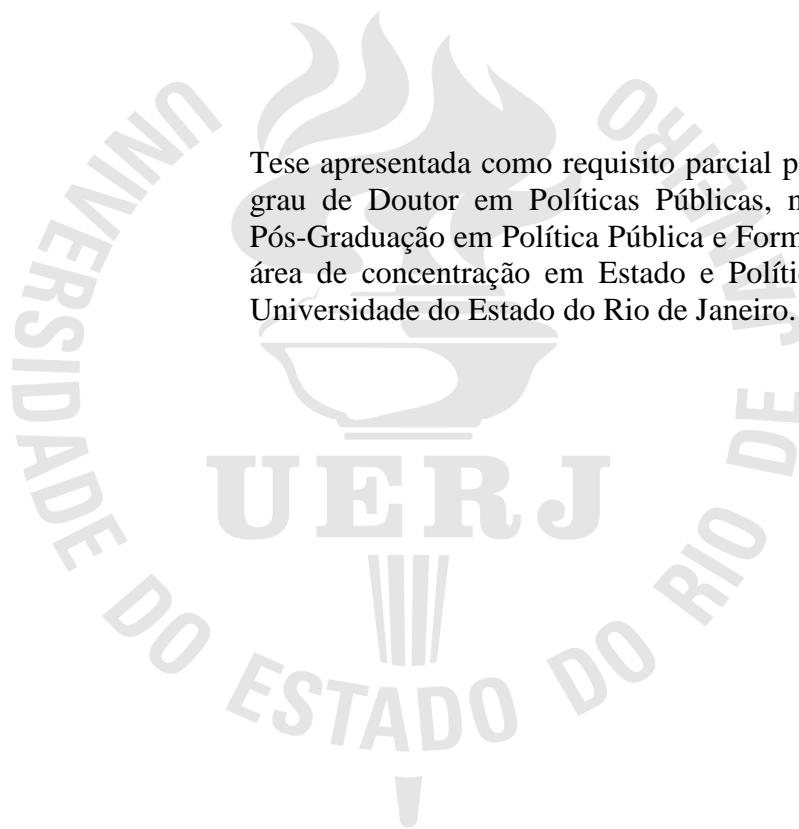 Tese apresentada como requisito parcial p
grau de Doutor em Políticas Públicas, n
Pós-Graduação em Política Pública e Form
área de concentração em Estado e Polític
Universidade do Estado do Rio de Janeiro.
UNIVERSIDADE DO ESTADO DO RIO DE JANEIRO
UERJ